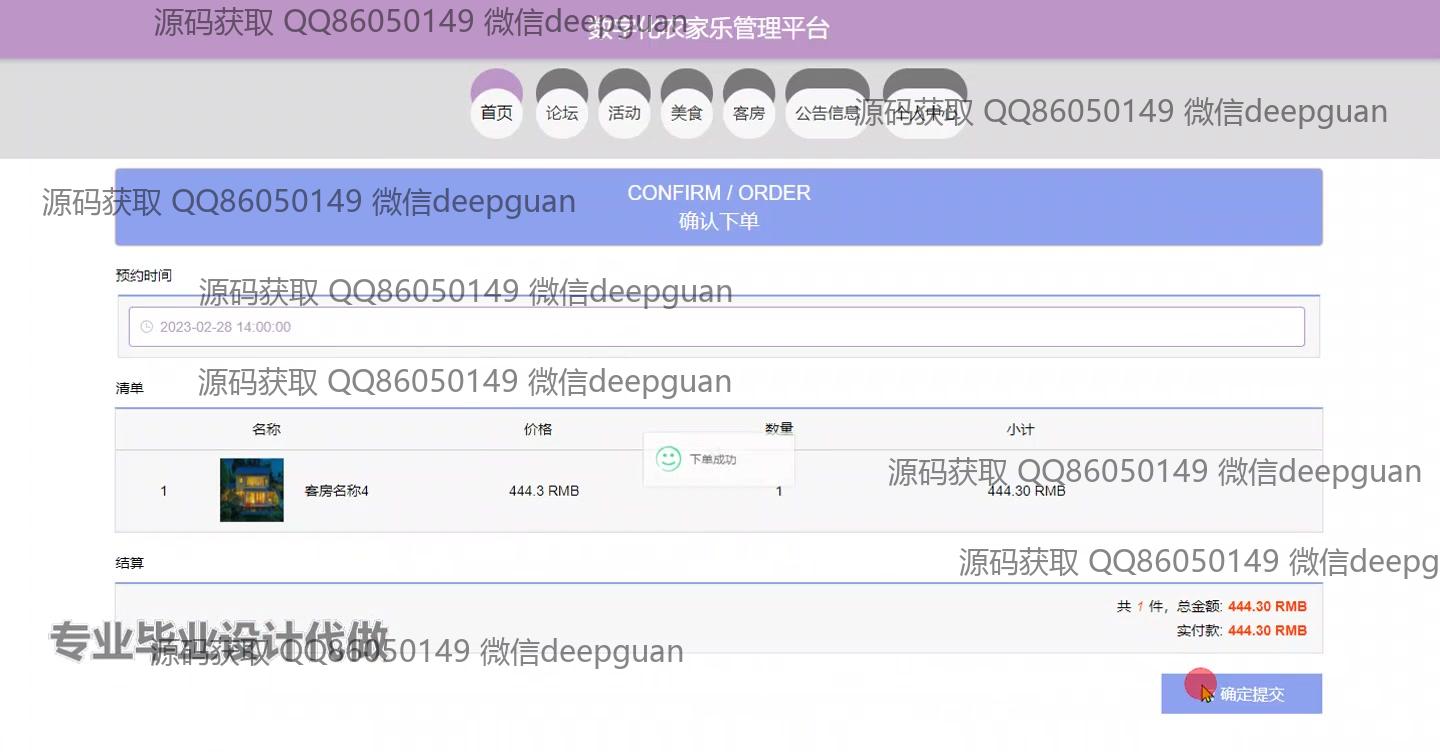 源码获取 QQ86050149 微信deepguan
数字化农家乐管理平台
首页 论坛 活动 美食 客房 公告信息 个人中心
源码获取 QQ86050149 微信deepguan
CONFIRM / ORDER
源码获取 QQ86050149 微信deepguan
确认下单
预约时间
源码获取 QQ86050149 微信deepguan
2023-02-28 14:00:00
清单
源码获取 QQ86050149 微信deepguan
名称 价格 数量 小计
下单成功
源码获取 QQ86050149 微信deepguan
1 客房名称4 444.3 RMB 1 444.30 RMB
结算
源码获取 QQ86050149 微信deepg
共 1 件，总金额: 444.30 RMB
实付款: 444.30 RMB
专业毕业设计代做
源码获取 QQ86050149 微信deepguan
确定提交